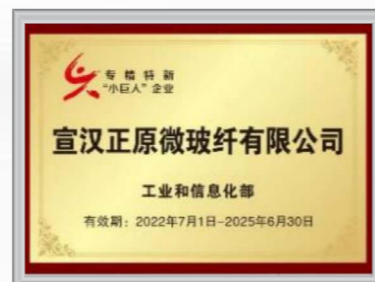 专精特新
“小巨人”企业
宣汉正原微玻纤有限公司
工业和信息化部
有效期：2022年7月1日-2025年6月30日